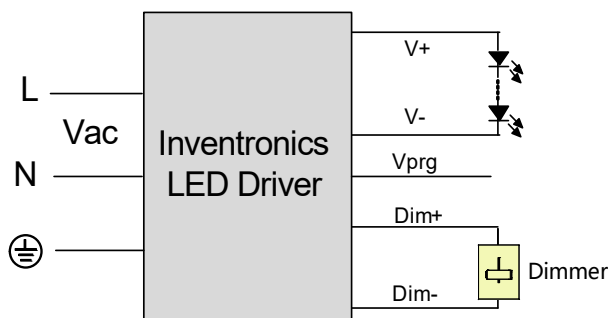 L
Vac
N
Inventronics
LED Driver
V+
V-
Vprg
Dim+
Dimmer
Dim-